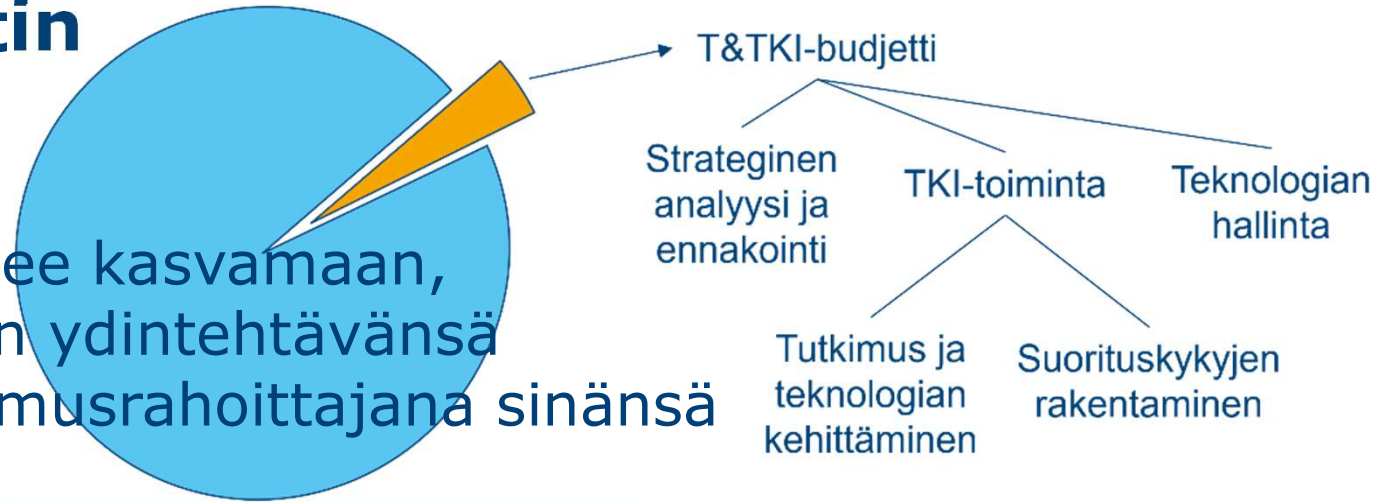 tin
T&TKI-budjetti
Strateginen
analyysi ja
ennakointi
TKI-toiminta
Teknologian
hallinta
Tutkimus ja
teknologian
kehittäminen
Suorituskykyjen
rakentaminen
ee kasvamaan,
n ydintehtävänsä
musrahoittajana sinänsä